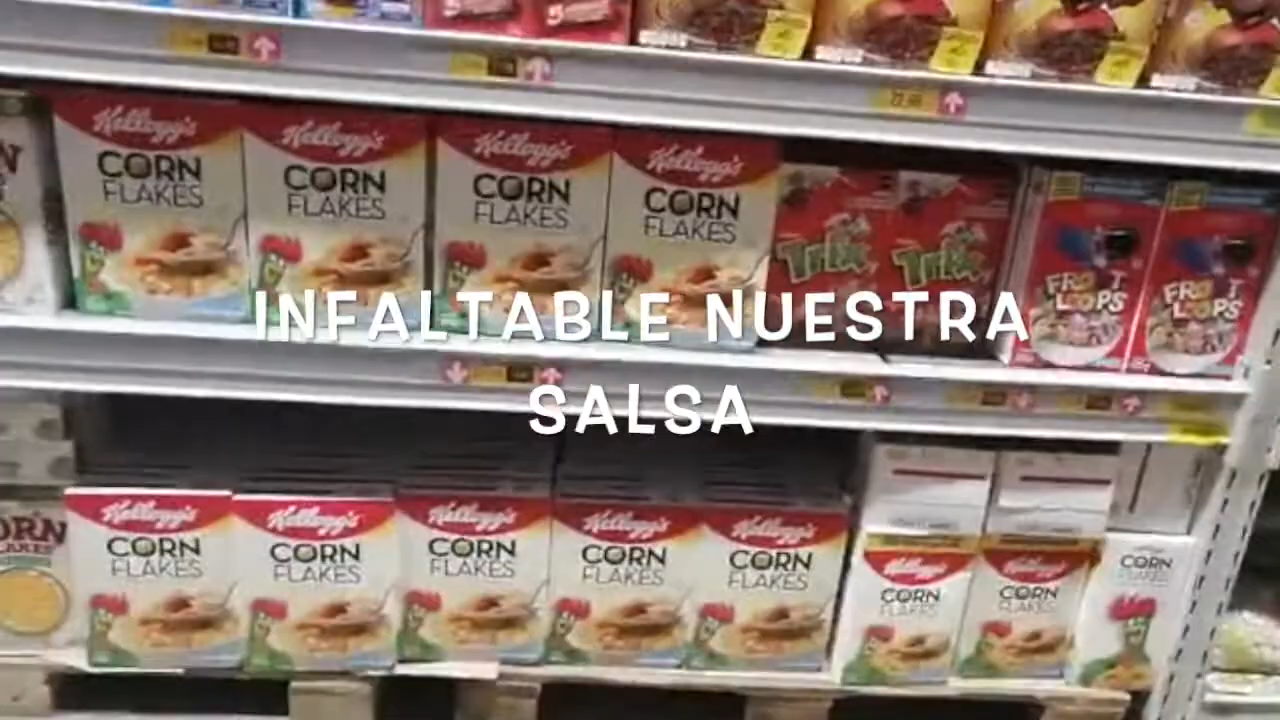 22,90
Kellogg's Kellogg's Kellogg's Kellogg's
CORN CORN CORN CORN
FLAKES FLAKES FLAKES FLAKES
Trix Trix
FROOT LOOPS FROOT LOOPS
INFALTABLE NUESTRA
SALSA
Kellogg's Kellogg's Kellogg's Kellogg's Kellogg's
CORN CORN CORN CORN CORN
FLAKES FLAKES FLAKES FLAKES FLAKES
Kellogg's Kellogg's
CORN CORN CORN
FLAKES FLAKES FLAKES